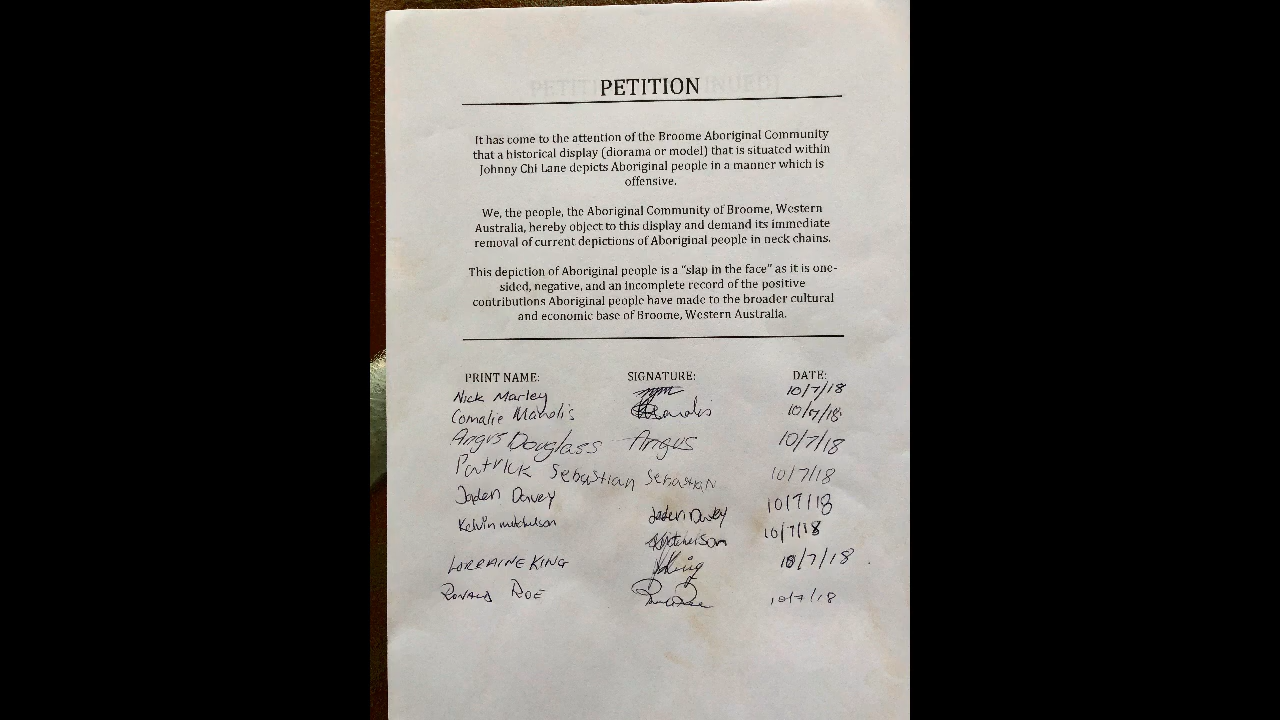 PETITION
It has come to the attention of the Broome Aboriginal Community
that a historical display (diorama or model) that is situated within
Johnny Chi Lane depicts Aboriginal people in a manner which is
offensive.
We, the people, the Aboriginal Community of Broome, Western
Australia, hereby object to this display and demand its immediate
removal of current depictions of Aboriginal people in neck chains.
This depiction of Aboriginal people is a “slap in the face” as it is one-
sided, negative, and an incomplete record of the positive
contributions Aboriginal people have made to the broader cultural
and economic base of Broome, Western Australia.
PRINT NAME: SIGNATURE: DATE:
Nick Marley 10/7/18
Manolis 10/7/18
Angus Douglass Angus 10/7/18
Patrick Sebastian Sebastian 10/7/18
Jaden Davey Jaden Davey 10/7/18
Kelvin 10/7/18
LORRAINE KING King 10/7/18
RONALD ROE 10/7/18